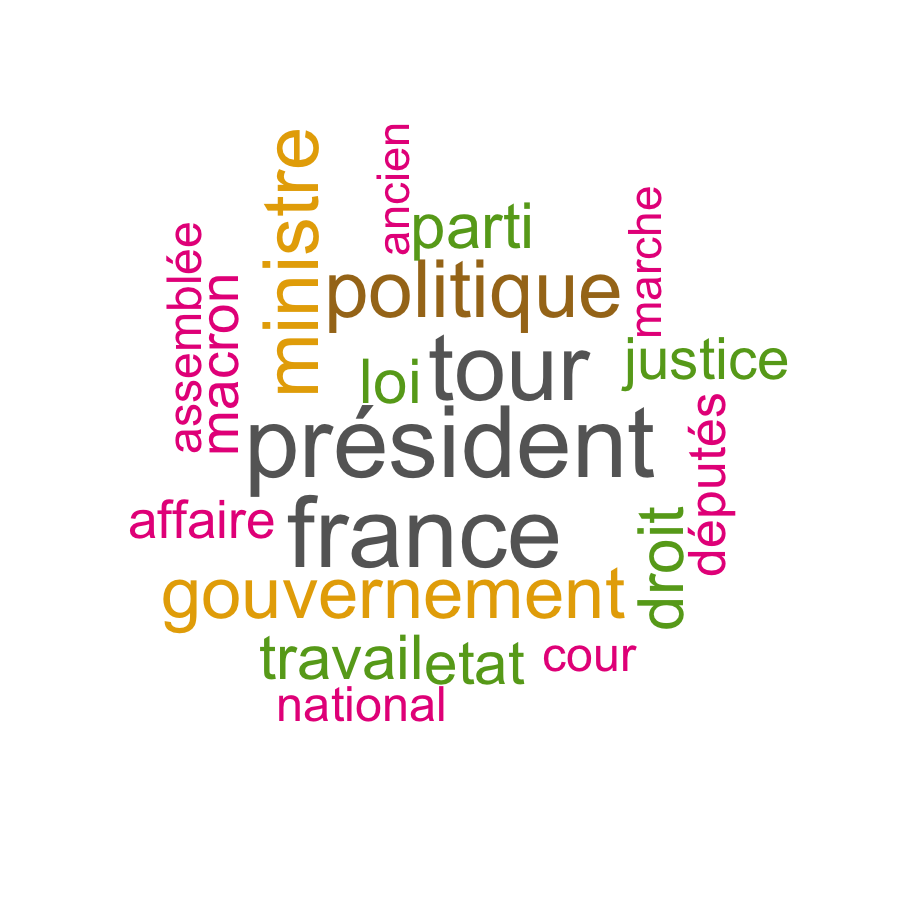 ministre
ancien
parti
marche
assemblée
macron
politique
loi
tour
justice
président
députés
affaire
france
droit
gouvernement
travail
etat
cour
national